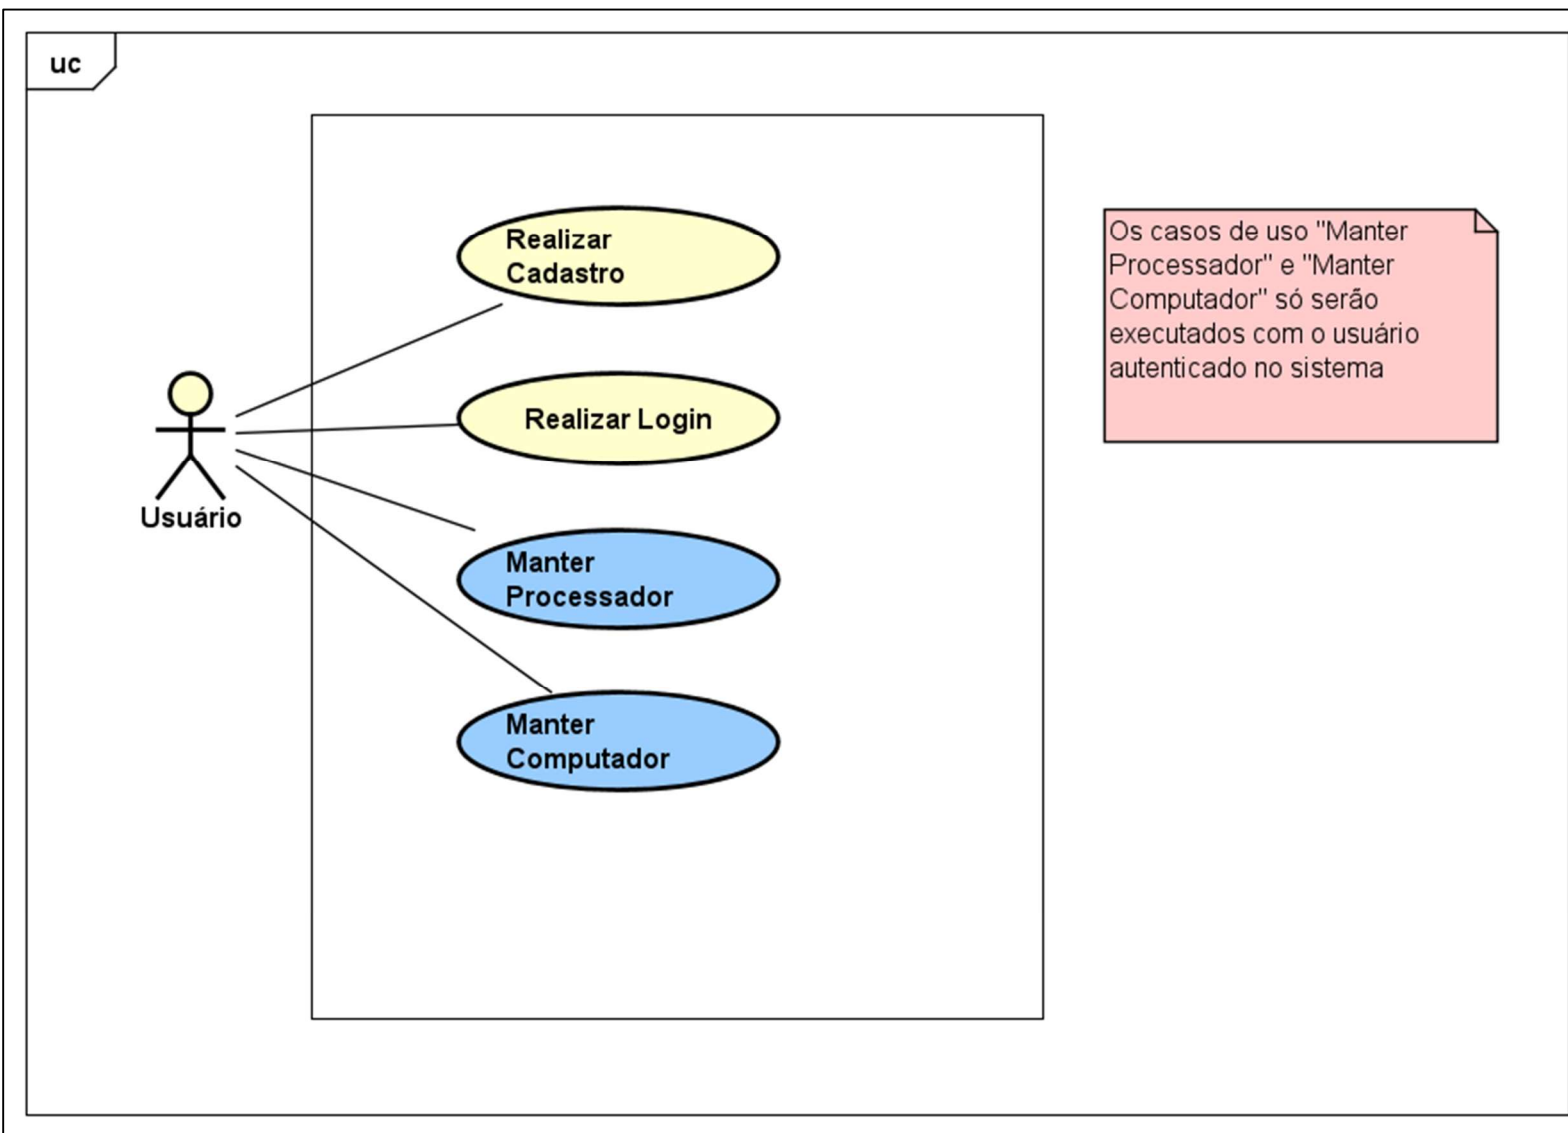 uc
Realizar
Cadastro
Realizar Login
Usuário
Manter
Processador
Manter
Computador
Os casos de uso "Manter
Processador" e "Manter
Computador" só serão
executados com o usuário
autenticado no sistema